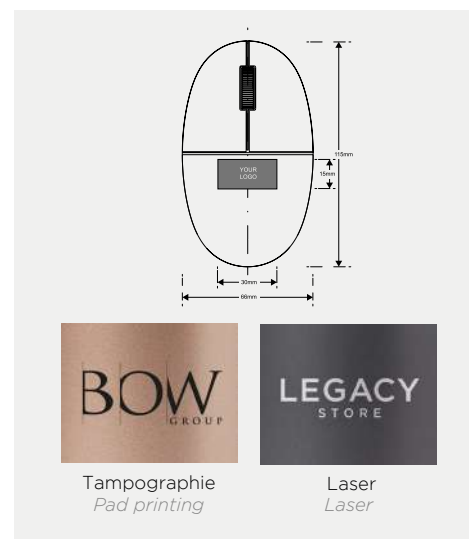 115mm
YOUR
LOGO
15mm
30mm
66mm
BOW
GROUP
LEGACY
STORE
Tampographie
Pad printing
Laser
Laser